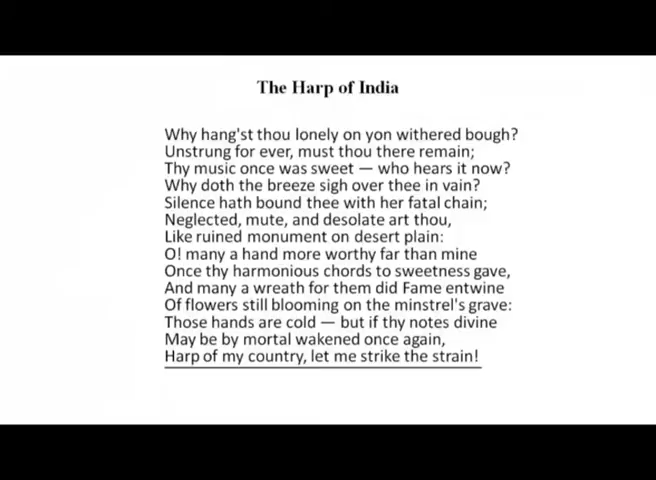 The Harp of India
Why hang'st thou lonely on yon withered bough?
Unstrung for ever, must thou there remain;
Thy music once was sweet — who hears it now?
Why doth the breeze sigh over thee in vain?
Silence hath bound thee with her fatal chain;
Neglected, mute, and desolate art thou,
Like ruined monument on desert plain:
O! many a hand more worthy far than mine
Once thy harmonious chords to sweetness gave,
And many a wreath for them did Fame entwine
Of flowers still blooming on the minstrel's grave:
Those hands are cold — but if thy notes divine
May be by mortal wakened once again,
Harp of my country, let me strike the strain!